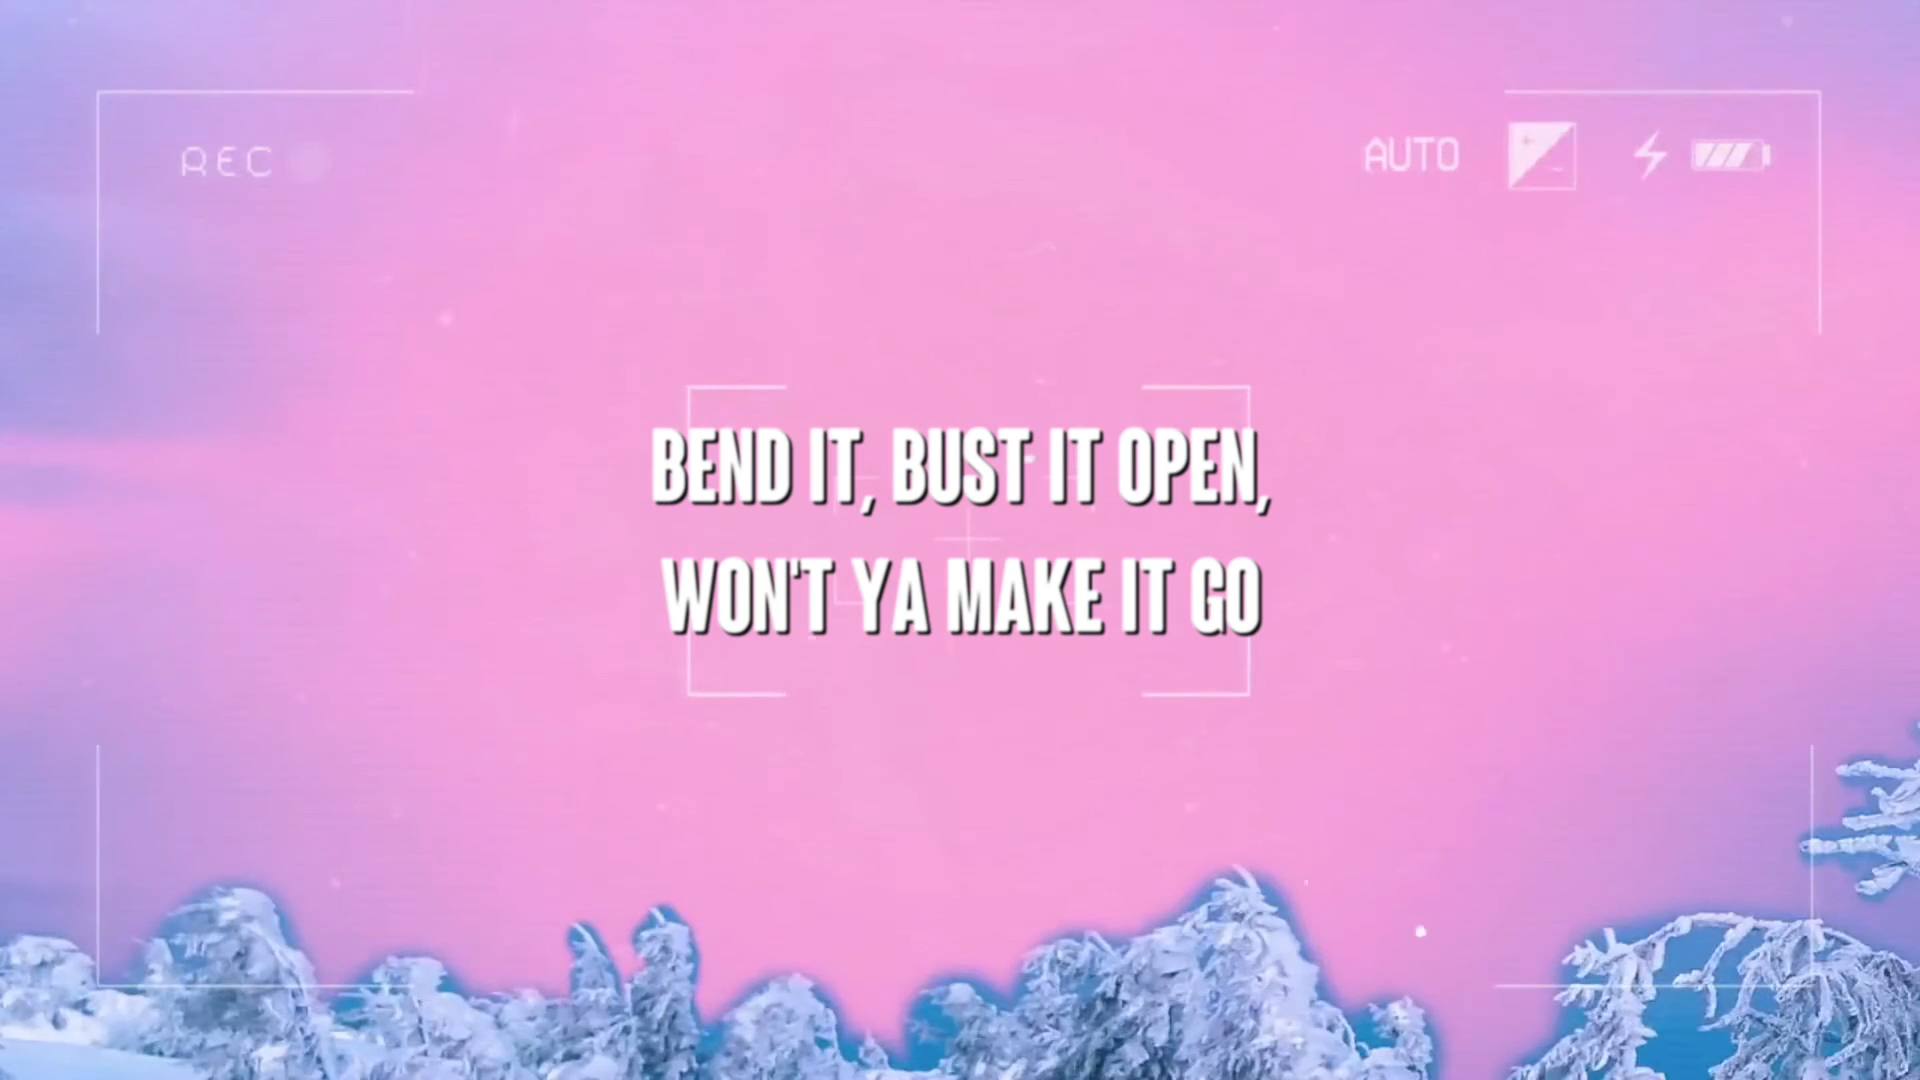 REC
AUTO
BEND IT, BUST IT OPEN,
WON'T YA MAKE IT GO